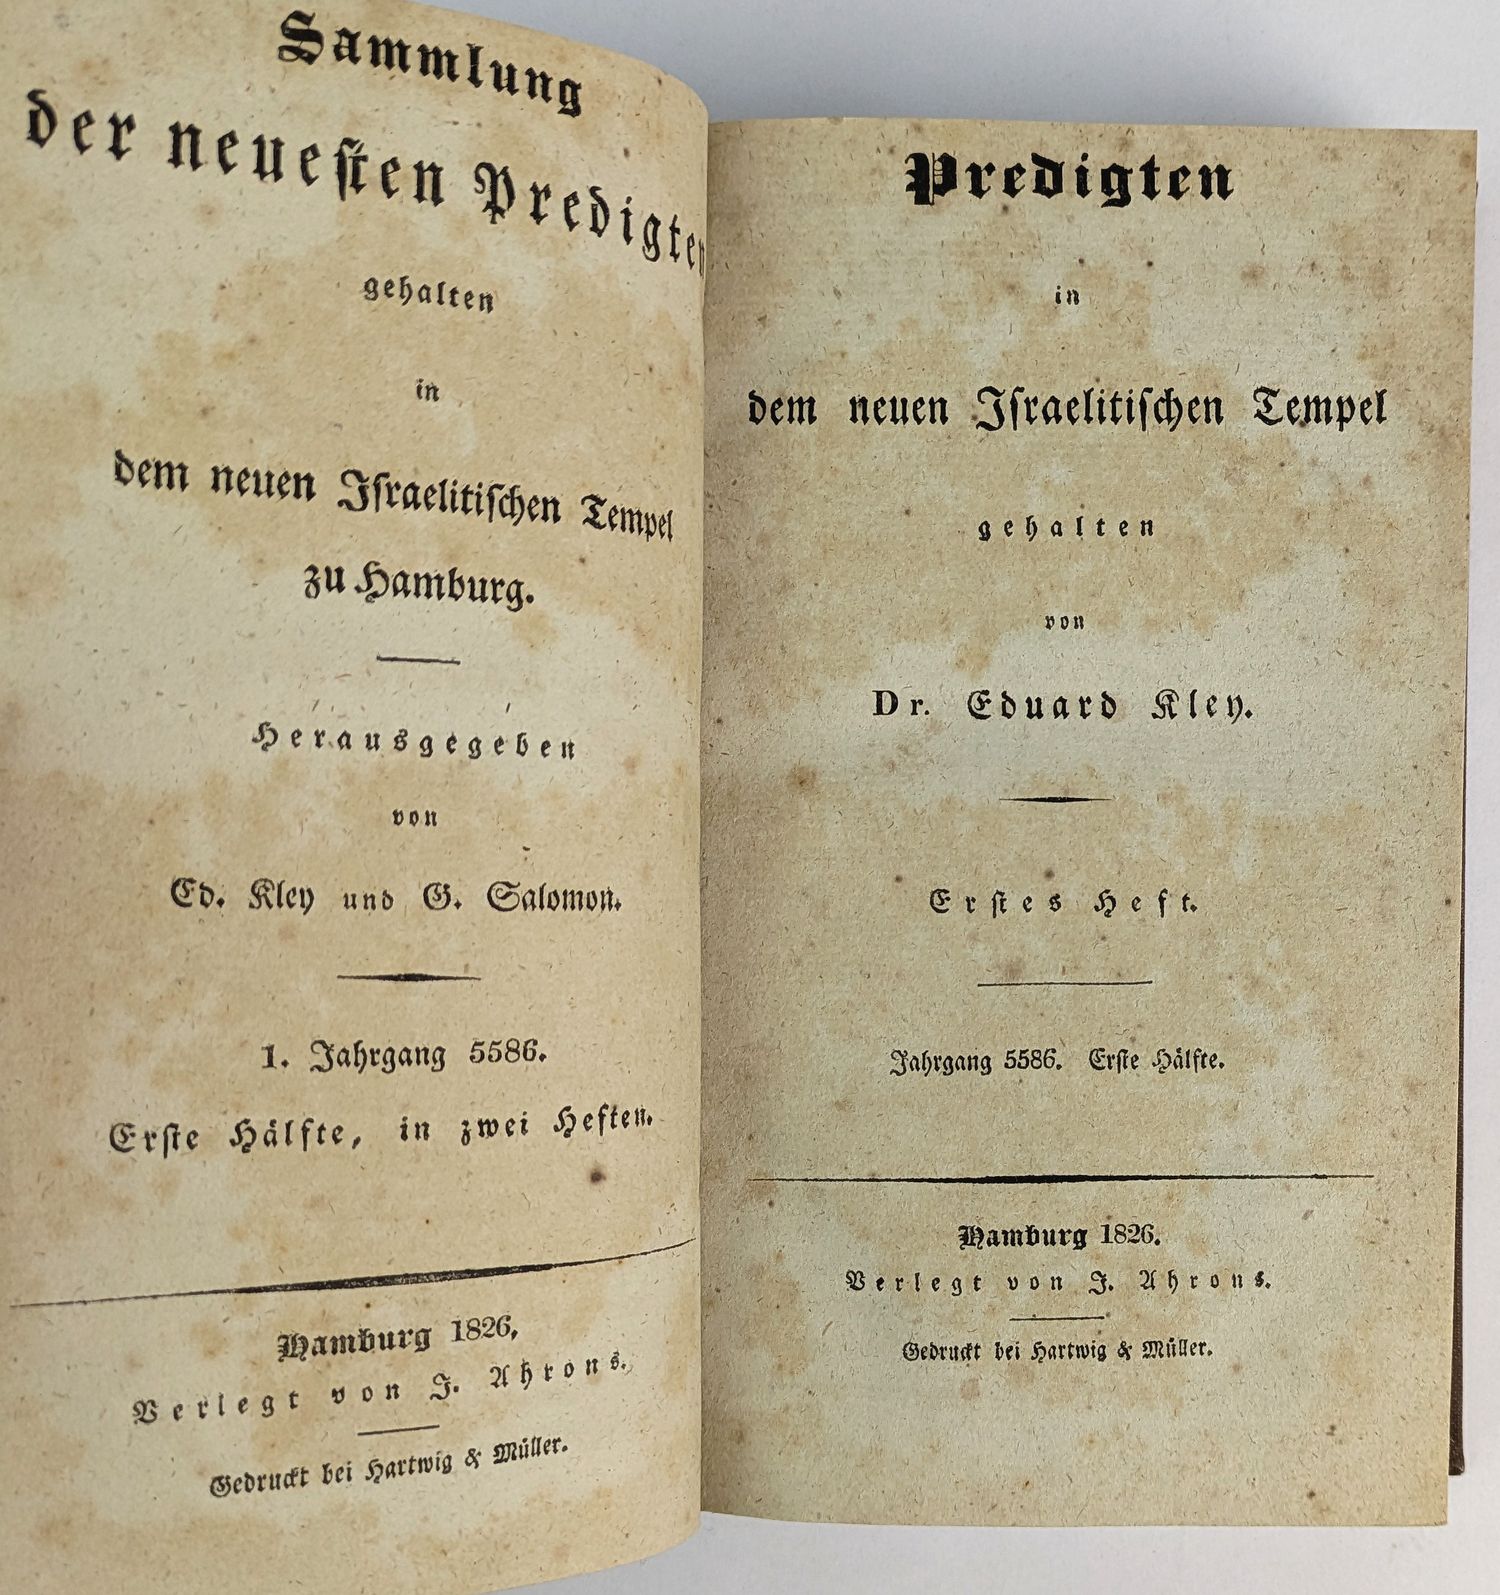 Sammlung
der neuesten Predigten
gehalten
in
dem neuen Israelitischen Tempel
zu Hamburg.
Herausgegeben
von
Ed. Kley und G. Salomon.
1. Jahrgang 5586.
Erste Hälfte, in zwei Heften.
Hamburg 1826,
Verlegt von J. Ahrons.
Gedruckt bei Hartwig & Müller.
Predigten
in
dem neuen Israelitischen Tempel
gehalten
von
Dr. Eduard Kley.
Erstes Heft.
Jahrgang 5586. Erste Hälfte.
Hamburg 1826.
Verlegt von J. Ahrons.
Gedruckt bei Hartwig & Müller.